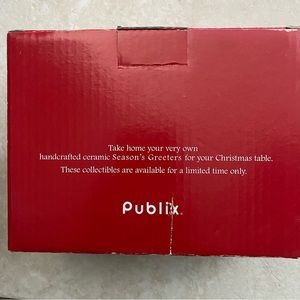 Take home your very own
handcrafted ceramic Season's Greeters for your Christmas table.
These collectibles are available for a limited time only.
Publix